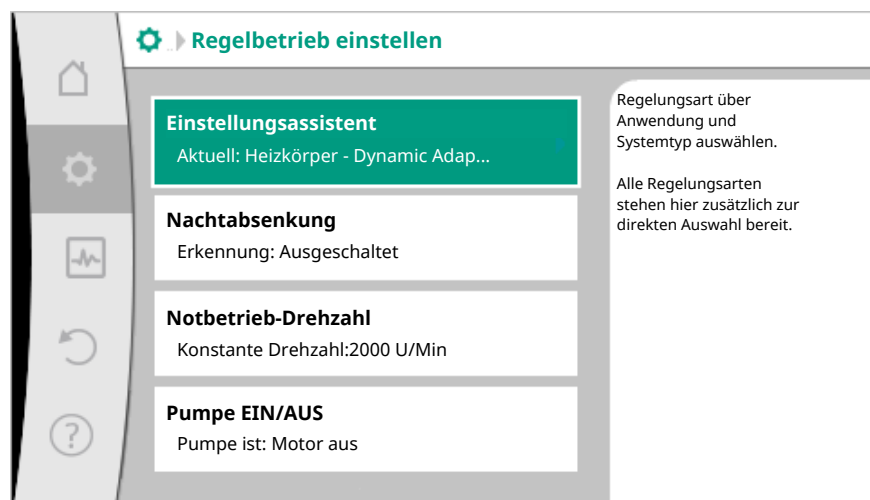 Regelbetrieb einstellen
Einstellungsassistent
Aktuell: Heizkörper - Dynamic Adap...
Nachtabsenkung
Erkennung: Ausgeschaltet
Notbetrieb-Drehzahl
Konstante Drehzahl:2000 U/Min
Pumpe EIN/AUS
Pumpe ist: Motor aus
Regelungsart über
Anwendung und
Systemtyp auswählen.
Alle Regelungsarten
stehen hier zusätzlich zur
direkten Auswahl bereit.
?